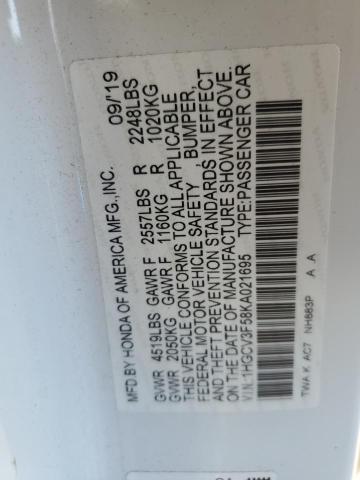 MFD BY HONDA OF AMERICA MFG.,INC. 09/'19
GVWR 4519LBS GAWR F 2557LBS R 2248LBS
GVWR 2050KG GAWR F 1160KG R 1020KG
THIS VEHICLE CONFORMS TO ALL APPLICABLE
FEDERAL MOTOR VEHICLE SAFETY, BUMPER,
AND THEFT PREVENTION STANDARDS IN EFFECT
ON THE DATE OF MANUFACTURE SHOWN ABOVE.
V.I.N.:1HGCV3F58KA021695 TYPE:PASSENGER CAR
TWA K AC7 NH883P A A